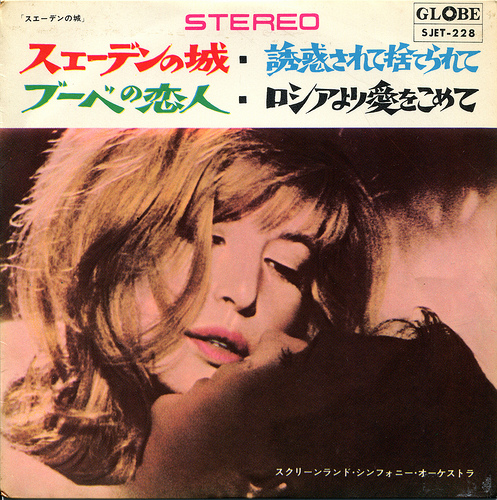 「スエーデンの城」
STEREO
GLOBE
SJET-228
スエーデンの城・誘惑されて捨てられて
ブーベの恋人・ロシアより愛をこめて
スクリーンランド・シンフォニー・オーケストラ